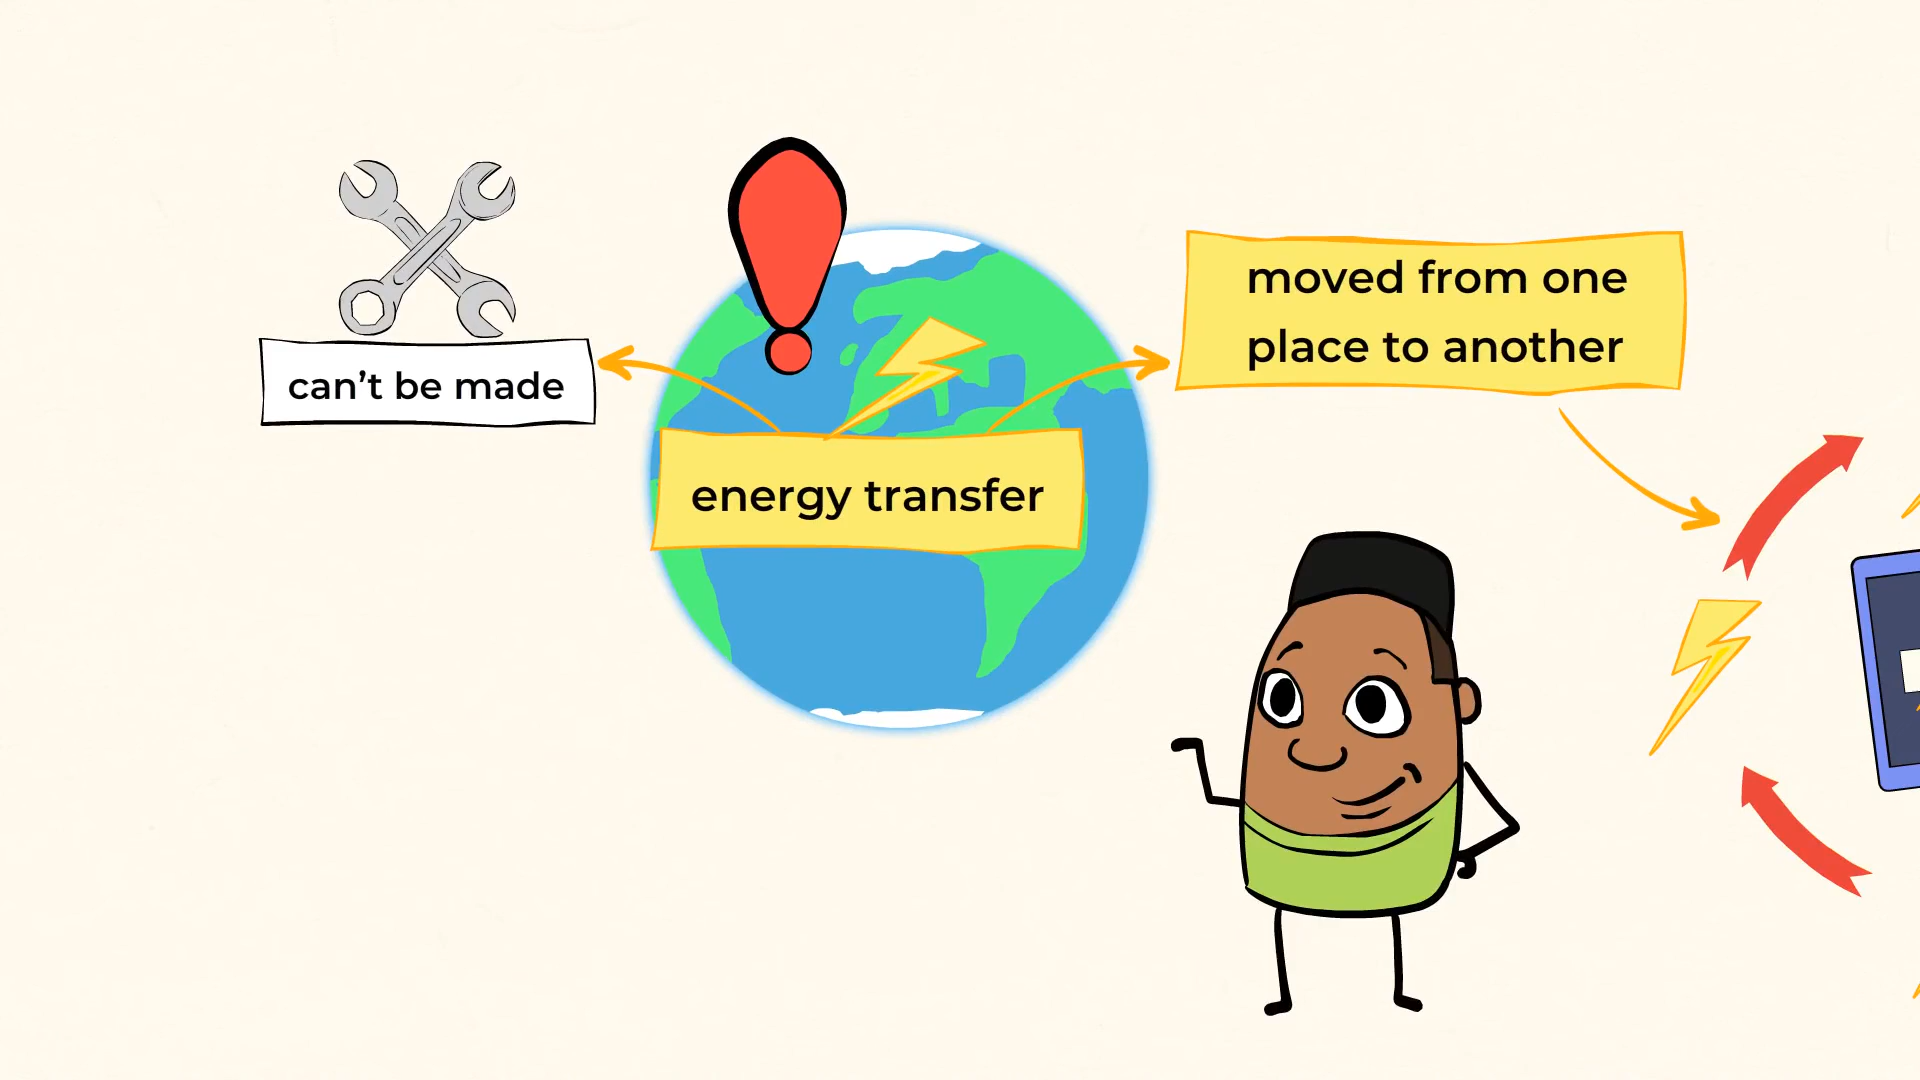 can't be made
energy transfer
moved from one
place to another